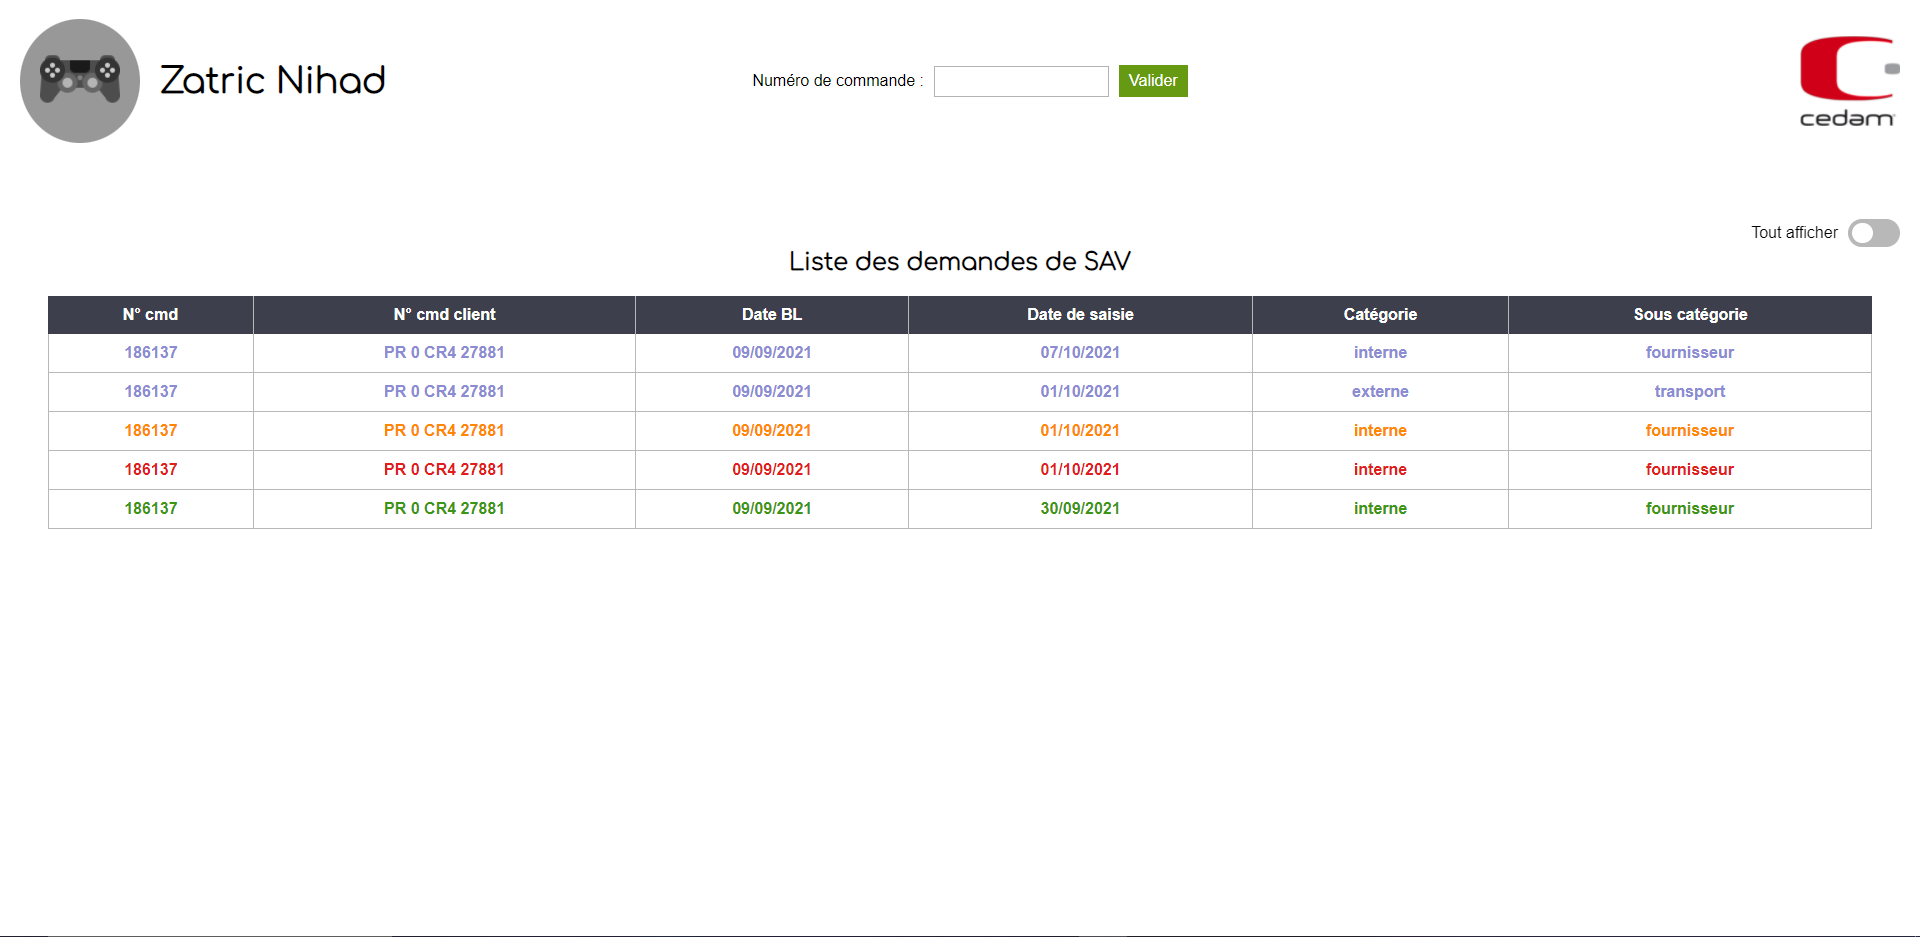 Zatric Nihad
Numéro de commande : Valider
cedam
Tout afficher
Liste des demandes de SAV
N° cmd N° cmd client Date BL Date de saisie Catégorie Sous catégorie
186137 PR 0 CR4 27881 09/09/2021 07/10/2021 interne fournisseur
186137 PR 0 CR4 27881 09/09/2021 01/10/2021 externe transport
186137 PR 0 CR4 27881 09/09/2021 01/10/2021 interne fournisseur
186137 PR 0 CR4 27881 09/09/2021 01/10/2021 interne fournisseur
186137 PR 0 CR4 27881 09/09/2021 30/09/2021 interne fournisseur